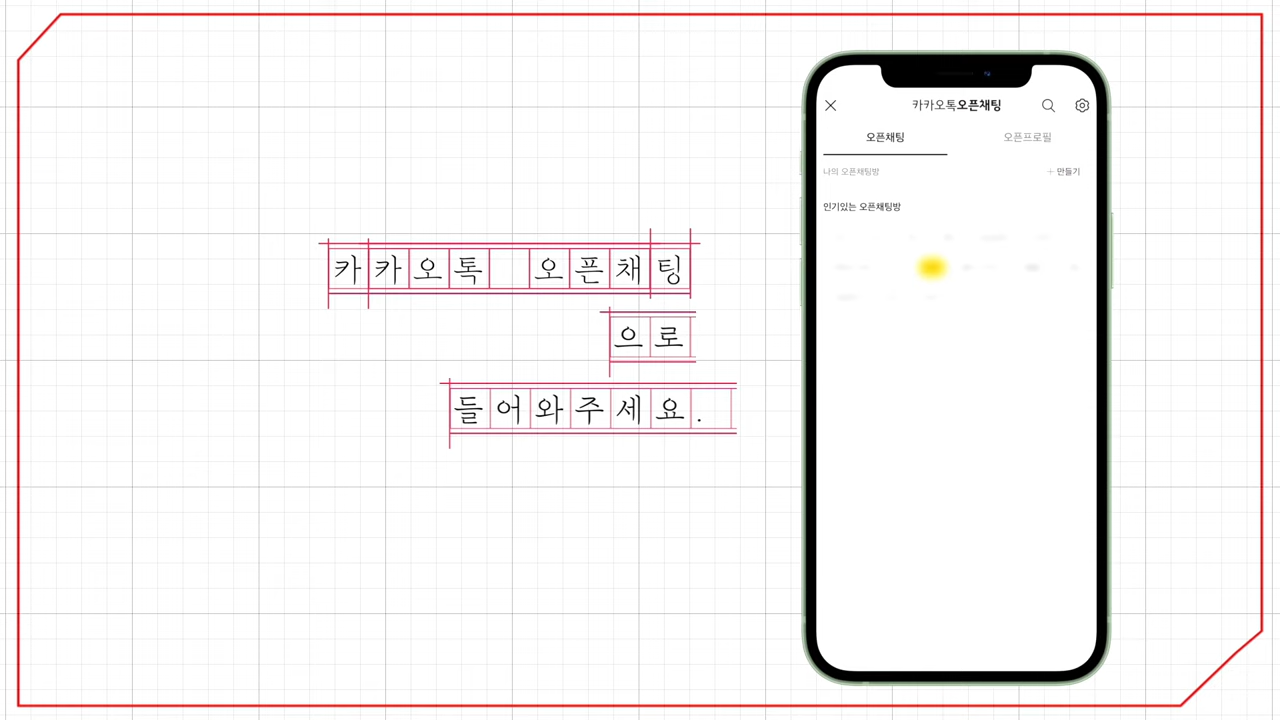 카카오톡 오픈채팅
으로
들어와주세요.
카카오톡오픈채팅
오픈채팅 오픈프로필
나의 오픈채팅방 + 만들기
인기있는 오픈채팅방